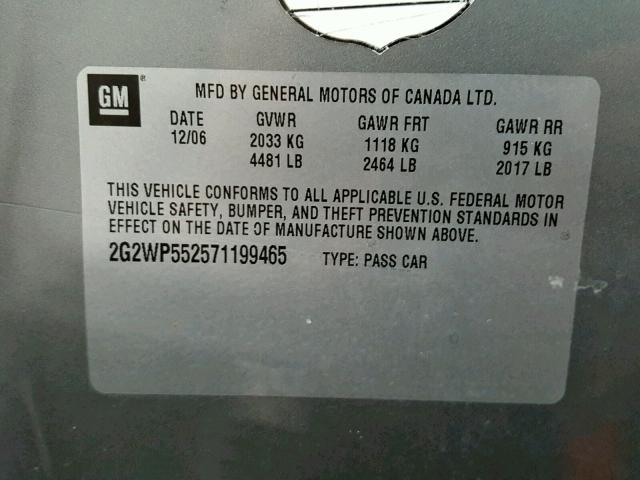 GM ®
MFD BY GENERAL MOTORS OF CANADA LTD.
DATE GVWR GAWR FRT GAWR RR
12/06 2033 KG 1118 KG 915 KG
4481 LB 2464 LB 2017 LB
THIS VEHICLE CONFORMS TO ALL APPLICABLE U.S. FEDERAL MOTOR
VEHICLE SAFETY, BUMPER, AND THEFT PREVENTION STANDARDS IN
EFFECT ON THE DATE OF MANUFACTURE SHOWN ABOVE.
2G2WP552571199465 TYPE: PASS CAR